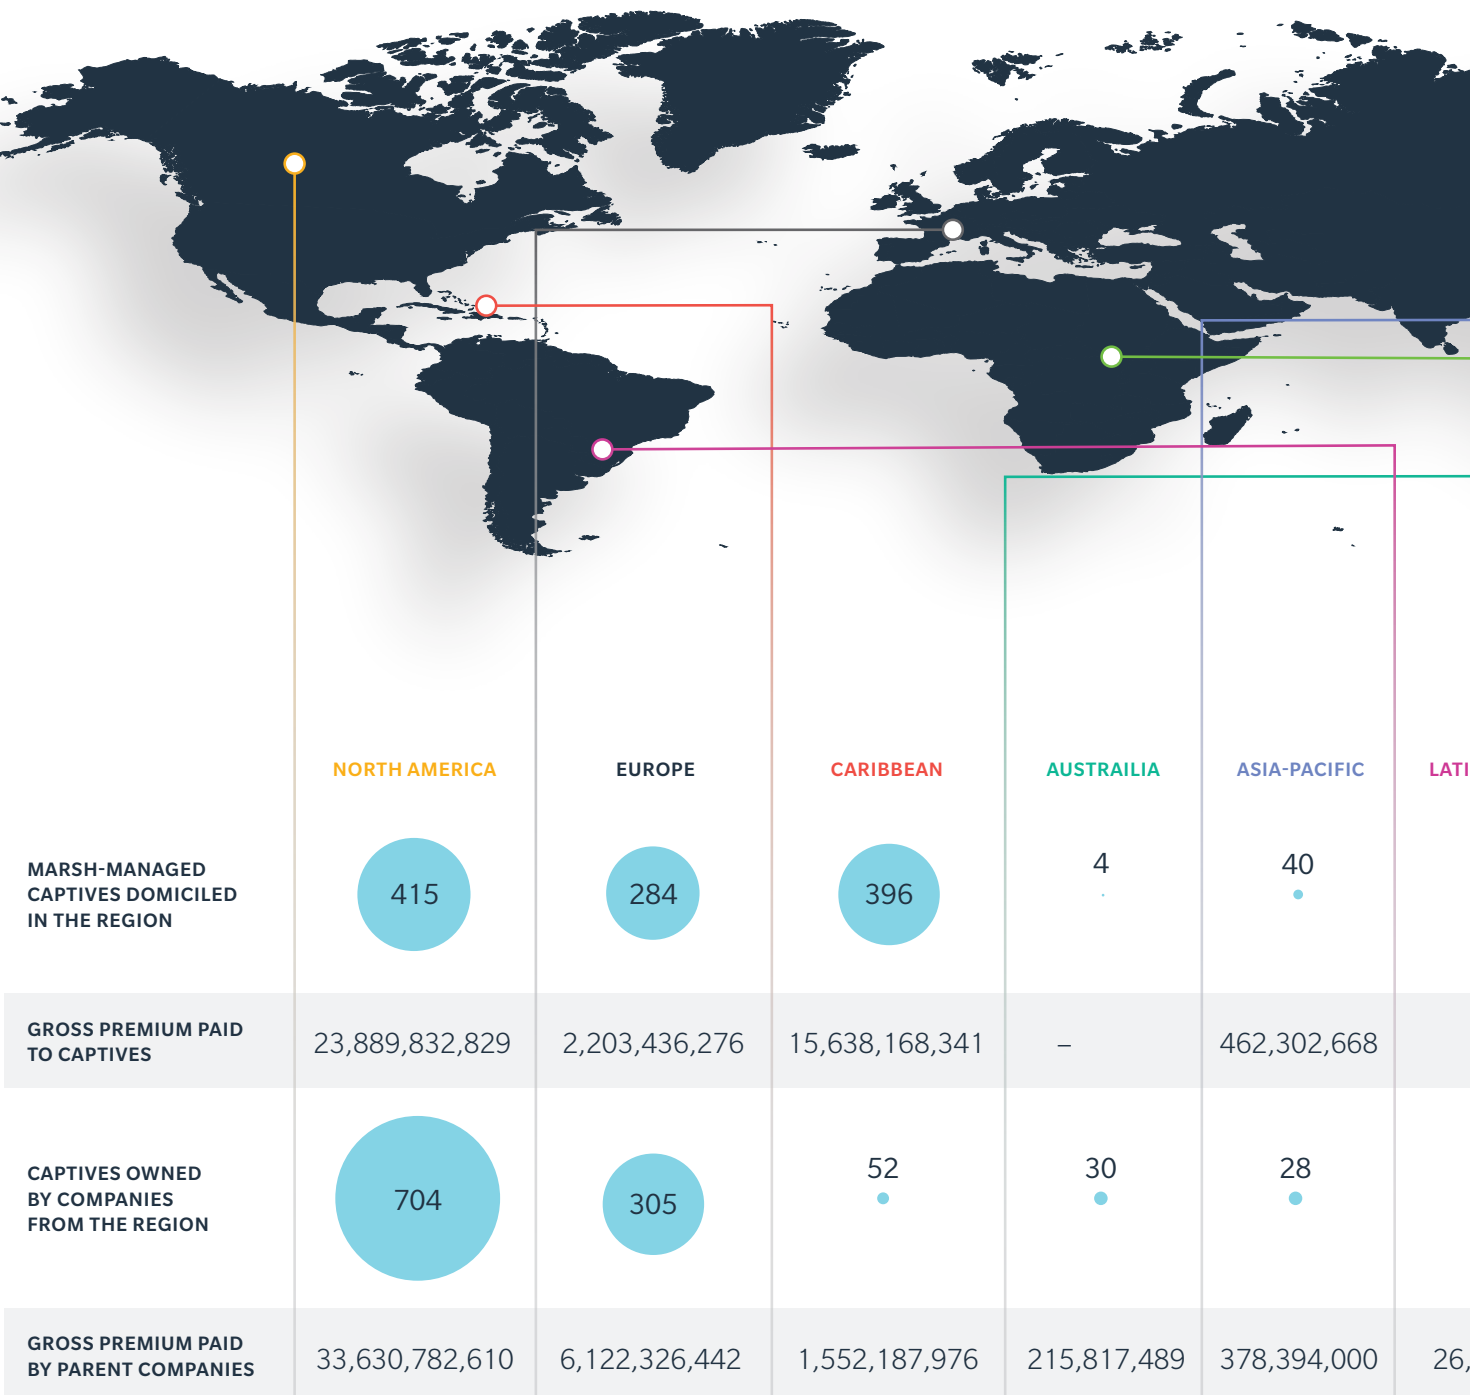 NORTH AMERICA EUROPE CARIBBEAN AUSTRAILIA ASIA-PACIFIC LATI
MARSH-MANAGED
CAPTIVES DOMICILED
IN THE REGION
415 284 396 4 40
GROSS PREMIUM PAID
TO CAPTIVES
23,889,832,829 2,203,436,276 15,638,168,341 – 462,302,668
CAPTIVES OWNED
BY COMPANIES
FROM THE REGION
704 305 52 30 28
GROSS PREMIUM PAID
BY PARENT COMPANIES
33,630,782,610 6,122,326,442 1,552,187,976 215,817,489 378,394,000 26,